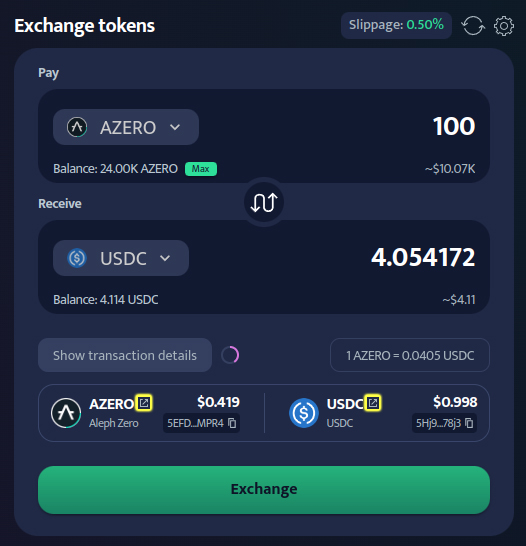 Exchange tokens
Slippage: 0.50%
Pay
AZERO
100
Balance: 24.00K AZERO Max
~$10.07K
Receive
USDC
4.054172
Balance: 4.114 USDC
~$4.11
Show transaction details
1 AZERO = 0.0405 USDC
AZERO $0.419
Aleph Zero 5EFD...MPR4
USDC $0.998
USDC 5Hj9...78j3
Exchange